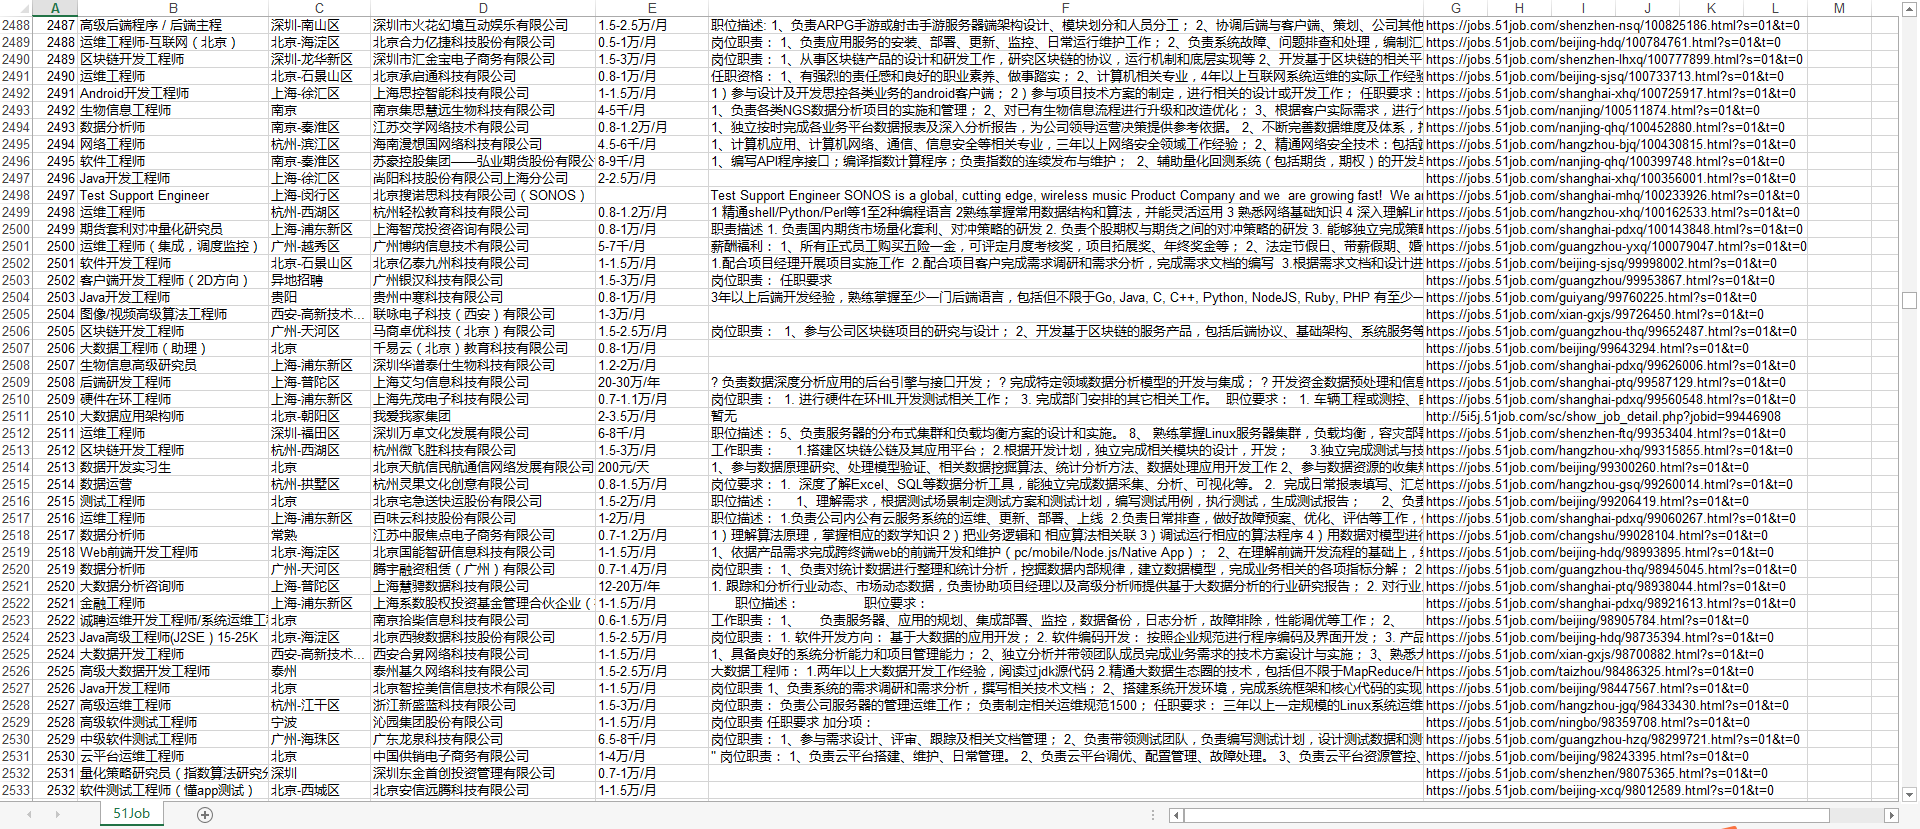 A B C D E F G H I J K L M
2488 2487 高级后端程序 / 后端主程 深圳-南山区 深圳市火花幻境互动娱乐有限公司 1.5-2.5万/月 职位描述: 1、负责ARPG手游或射击手游服务器端架构设计、模块划分和人员分工； 2、协调后端与客户端、策划、公司其他 https://jobs.51job.com/shenzhen-nsq/100825186.html?s=01&t=0
2489 2488 运维工程师-互联网（北京） 北京-海淀区 北京合力亿捷科技股份有限公司 0.5-1万/月 岗位职责： 1、负责应用服务的安装、部署、更新、监控、日常运行维护工作； 2、负责系统故障、问题排查和处理，编制汇 https://jobs.51job.com/beijing-hdq/100784761.html?s=01&t=0
2490 2489 区块链开发工程师 深圳-龙华新区 深圳市汇金宝电子商务有限公司 1.5-3万/月 岗位职责： 1、从事区块链产品的设计和研发工作，研究区块链的协议，运行机制和底层实现等 2、开发基于区块链的相关平 https://jobs.51job.com/shenzhen-lhxq/100777899.html?s=01&t=0
2491 2490 运维工程师 北京-石景山区 北京承启通科技有限公司 0.8-1万/月 任职资格： 1、有强烈的责任感和良好的职业素养、做事踏实； 2、计算机相关专业，4年以上互联网系统运维的实际工作经验 https://jobs.51job.com/beijing-sjsq/100733713.html?s=01&t=0
2492 2491 Android开发工程师 上海-徐汇区 上海思控智能科技有限公司 1-1.5万/月 1）参与设计及开发思控各类业务的android客户端； 2）参与项目技术方案的制定，进行相关的设计或开发工作； 任职要求： https://jobs.51job.com/shanghai-xhq/100725917.html?s=01&t=0
2493 2492 生物信息工程师 南京 南京集思慧远生物科技有限公司 4-5千/月 1、负责各类NGS数据分析项目的实施和管理； 2、对已有生物信息流程进行升级和改造优化； 3、根据客户实际需求，进行个 https://jobs.51job.com/nanjing/100511874.html?s=01&t=0
2494 2493 数据分析师 南京-秦淮区 江苏交学网络技术有限公司 0.8-1.2万/月 1、独立按时完成各业务平台数据报表及深入分析报告，为公司领导运营决策提供参考依据。 2、不断完善数据维度及体系， https://jobs.51job.com/nanjing-qhq/100452880.html?s=01&t=0
2495 2494 网络工程师 杭州-滨江区 海南漫想国网络科技有限公司 4.5-6千/月 1、计算机应用、计算机网络、通信、信息安全等相关专业，三年以上网络安全领域工作经验； 2、精通网络安全技术：包括端 https://jobs.51job.com/hangzhou-bjq/100430815.html?s=01&t=0
2496 2495 软件工程师 南京-秦淮区 苏豪控股集团——弘业期货股份有限公 8-9千/月 1、编写API程序接口；编译指数计算程序；负责指数的连续发布与维护； 2、辅助量化回测系统（包括期货，期权）的开发与 https://jobs.51job.com/nanjing-qhq/100399748.html?s=01&t=0
2497 2496 Java开发工程师 上海-徐汇区 尚阳科技股份有限公司上海分公司 2-2.5万/月 https://jobs.51job.com/shanghai-xhq/100356001.html?s=01&t=0
2498 2497 Test Support Engineer 上海-闵行区 北京搜诺思科技有限公司（SONOS） Test Support Engineer SONOS is a global, cutting edge, wireless music Product Company and we are growing fast! We ar https://jobs.51job.com/shanghai-mhq/100233926.html?s=01&t=0
2499 2498 运维工程师 杭州-西湖区 杭州轻松教育科技有限公司 0.8-1.2万/月 1 精通shell/Python/Perl等1至2种编程语言 2熟练掌握常用数据结构和算法，并能灵活运用 3 熟悉网络基础知识 4 深入理解Lin https://jobs.51job.com/hangzhou-xhq/100162533.html?s=01&t=0
2500 2499 期货套利对冲量化研究员 上海-浦东新区 上海智茂投资咨询有限公司 0.8-1万/月 职责描述 1. 负责国内期货市场量化套利、对冲策略的研发 2. 负责个股期权与期货之间的对冲策略的研发 3. 能够独立完成策略 https://jobs.51job.com/shanghai-pdxq/100143848.html?s=01&t=0
2501 2500 运维工程师（集成，调度监控） 广州-越秀区 广州博纳信息技术有限公司 5-7千/月 薪酬福利： 1、所有正式员工购买五险一金，可评定月度考核奖，项目拓展奖、年终奖金等； 2、法定节假日、带薪假期、婚 https://jobs.51job.com/guangzhou-yxq/100079047.html?s=01&t=0
2502 2501 软件开发工程师 北京-石景山区 北京亿泰九州科技有限公司 1-1.5万/月 1.配合项目经理开展项目实施工作 2.配合项目客户完成需求调研和需求分析，完成需求文档的编写 3.根据需求文档和设计进 https://jobs.51job.com/beijing-sjsq/99998002.html?s=01&t=0
2503 2502 客户端开发工程师（2D方向） 异地招聘 广州银汉科技有限公司 1.5-3万/月 岗位职责： 任职要求 https://jobs.51job.com/guangzhou/99953867.html?s=01&t=0
2504 2503 Java开发工程师 贵阳 贵州中寒科技有限公司 0.8-1万/月 3年以上后端开发经验，熟练掌握至少一门后端语言，包括但不限于Go, Java, C, C++, Python, NodeJS, Ruby, PHP 有至少一 https://jobs.51job.com/guiyang/99760225.html?s=01&t=0
2505 2504 图像/视频高级算法工程师 西安-高新技术... 联咏电子科技（西安）有限公司 1-3万/月 https://jobs.51job.com/xian-gxjs/99726450.html?s=01&t=0
2506 2505 区块链开发工程师 广州-天河区 马商卓优科技（北京）有限公司 1.5-2.5万/月 岗位职责： 1、参与公司区块链项目的研究与设计； 2、开发基于区块链的服务产品，包括后端协议、基础架构、系统服务等 https://jobs.51job.com/guangzhou-thq/99652487.html?s=01&t=0
2507 2506 大数据工程师（助理） 北京 千易云（北京）教育科技有限公司 0.8-1万/月 https://jobs.51job.com/beijing/99643294.html?s=01&t=0
2508 2507 生物信息高级研究员 上海-浦东新区 深圳华谱泰仕生物科技有限公司 1.2-2万/月 https://jobs.51job.com/shanghai-pdxq/99626006.html?s=01&t=0
2509 2508 后端研发工程师 上海-普陀区 上海艾匀信息科技有限公司 20-30万/年 ? 负责数据深度分析应用的后台引擎与接口开发； ? 完成特定领域数据分析模型的开发与集成； ? 开发资金数据预处理和信息 https://jobs.51job.com/shanghai-ptq/99587129.html?s=01&t=0
2510 2509 硬件在环工程师 上海-浦东新区 上海先茂电子科技有限公司 0.7-1.1万/月 岗位职责： 1. 进行硬件在环HIL开发测试相关工作； 3. 完成部门安排的其它相关工作。 职位要求： 1. 车辆工程或测控、自 https://jobs.51job.com/shanghai-pdxq/99560548.html?s=01&t=0
2511 2510 大数据应用架构师 北京-朝阳区 我爱我家集团 2-3.5万/月 暂无 http://5i5j.51job.com/sc/show_job_detail.php?jobid=99446908
2512 2511 运维工程师 深圳-福田区 深圳万卓文化发展有限公司 6-8千/月 职位描述： 5、负责服务器的分布式集群和负载均衡方案的设计和实施。 8、 熟练掌握Linux服务器集群，负载均衡，容灾部署 https://jobs.51job.com/shenzhen-ftq/99353404.html?s=01&t=0
2513 2512 区块链开发工程师 杭州-西湖区 杭州微飞胜科技有限公司 1.5-3万/月 工作职责： 1.搭建区块链公链及其应用平台； 2.根据开发计划，独立完成相关模块的设计，开发； 3.独立完成测试与技 https://jobs.51job.com/hangzhou-xhq/99315855.html?s=01&t=0
2514 2513 数据开发实习生 北京 北京天航信民航通信网络发展有限公司 200元/天 1、参与数据原理研究、处理模型验证、相关数据挖掘算法、统计分析方法、数据处理应用开发工作 2、参与数据资源的收集规 https://jobs.51job.com/beijing/99300260.html?s=01&t=0
2515 2514 数据运营 杭州-拱墅区 杭州灵果文化创意有限公司 0.8-1.5万/月 岗位要求： 1. 深度了解Excel、SQL等数据分析工具，能独立完成数据采集、分析、可视化等。 2. 完成日常报表填写、汇总 https://jobs.51job.com/hangzhou-gsq/99260014.html?s=01&t=0
2516 2515 测试工程师 北京 北京宅急送快运股份有限公司 1.5-2万/月 职位描述： 1、理解需求，根据测试场景制定测试方案和测试计划，编写测试用例，执行测试，生成测试报告； 2、负责 https://jobs.51job.com/beijing/99206419.html?s=01&t=0
2517 2516 运维工程师 上海-浦东新区 百味云科技股份有限公司 1-2万/月 职位描述： 1.负责公司内公有云服务系统的运维、更新、部署、上线 2.负责日常排查，做好故障预案、优化、评估等工作， https://jobs.51job.com/shanghai-pdxq/99060267.html?s=01&t=0
2518 2517 数据分析师 常熟 江苏中服焦点电子商务有限公司 0.7-1.2万/月 1）理解算法原理，掌握相应的数学知识 2）把业务逻辑和 相应算法相关联 3）调试运行相应的算法程序 4）用数据对模型进行 https://jobs.51job.com/changshu/99028104.html?s=01&t=0
2519 2518 Web前端开发工程师 北京-海淀区 北京国能智研信息科技有限公司 1-1.5万/月 1、依据产品需求完成跨终端web的前端开发和维护（pc/mobile/Node.js/Native App）； 2、在理解前端开发流程的基础上， https://jobs.51job.com/beijing-hdq/98993895.html?s=01&t=0
2520 2519 数据分析师 广州-天河区 腾宇融资租赁（广州）有限公司 0.7-1.4万/月 岗位职责： 1、负责对统计数据进行整理和统计分析，挖掘数据内部规律，建立数据模型，完成业务相关的各项指标分解； 2 https://jobs.51job.com/guangzhou-thq/98945045.html?s=01&t=0
2521 2520 大数据分析咨询师 上海-普陀区 上海慧骋数据科技有限公司 12-20万/年 1. 跟踪和分析行业动态、市场动态数据，负责协助项目经理以及高级分析师提供基于大数据分析的行业研究报告； 2. 对行业 https://jobs.51job.com/shanghai-ptq/98938044.html?s=01&t=0
2522 2521 金融工程师 上海-浦东新区 上海系数股权投资基金管理合伙企业（ 1-1.5万/月 职位描述： 职位要求： https://jobs.51job.com/shanghai-pdxq/98921613.html?s=01&t=0
2523 2522 诚聘运维开发工程师/系统运维工 北京 南京拾柴信息科技有限公司 0.6-1.5万/月 工作职责： 1、 负责服务器、应用的规划、集成部署、监控，数据备份，日志分析，故障排除，性能调优等工作； 2、 https://jobs.51job.com/beijing/98905784.html?s=01&t=0
2524 2523 Java高级工程师(J2SE ) 15-25K 北京-海淀区 北京西骏数据科技股份有限公司 1.5-2.5万/月 岗位职责： 1. 软件开发方向： 基于大数据的应用开发； 2. 软件编码开发： 按照企业规范进行程序编码及界面开发； 3. 产品 https://jobs.51job.com/beijing-hdq/98735394.html?s=01&t=0
2525 2524 大数据开发工程师 西安-高新技术... 西安合昇网络科技有限公司 1-1.5万/月 1、具备良好的系统分析能力和项目管理能力； 2、独立分析并带领团队成员完成业务需求的技术方案设计与实施； 3、熟悉大 https://jobs.51job.com/xian-gxjs/98700882.html?s=01&t=0
2526 2525 高级大数据开发工程师 泰州 泰州基久网络科技有限公司 1.5-2.5万/月 大数据工程师： 1.两年以上大数据开发工作经验，阅读过jdk源代码 2.精通大数据生态圈的技术，包括但不限于MapReduce/H https://jobs.51job.com/taizhou/98486325.html?s=01&t=0
2527 2526 Java开发工程师 北京 北京智控美信信息技术有限公司 1-1.5万/月 岗位职责 1、负责系统的需求调研和需求分析，撰写相关技术文档； 2、搭建系统开发环境，完成系统框架和核心代码的实现 https://jobs.51job.com/beijing/98447567.html?s=01&t=0
2528 2527 高级运维工程师 杭州-江干区 浙江新盛蓝科技有限公司 1.5-3万/月 岗位职责： 负责公司服务器的管理运维工作； 负责制定相关运维规范1500； 任职要求： 三年以上一定规模的Linux系统运维 https://jobs.51job.com/hangzhou-jgq/98433430.html?s=01&t=0
2529 2528 高级软件测试工程师 宁波 沁园集团股份有限公司 1-1.5万/月 岗位职责 任职要求 加分项： https://jobs.51job.com/ningbo/98359708.html?s=01&t=0
2530 2529 中级软件测试工程师 广州-海珠区 广东龙泉科技有限公司 6.5-8千/月 岗位职责： 1、参与需求设计、评审、跟踪及相关文档管理； 2、负责带领测试团队，负责编写测试计划，设计测试数据和测 https://jobs.51job.com/guangzhou-hzq/98299721.html?s=01&t=0
2531 2530 云平台运维工程师 北京 中国供销电子商务有限公司 1-4万/月 " 岗位职责： 1、负责云平台搭建、维护、日常管理。 2、负责云平台调优、配置管理、故障处理。 3、负责云平台资源管控、 https://jobs.51job.com/beijing/98243395.html?s=01&t=0
2532 2531 量化策略研究员（指数算法研究 深圳 深圳东金首创投资管理有限公司 0.7-1万/月 https://jobs.51job.com/shenzhen/98075365.html?s=01&t=0
2533 2532 软件测试工程师（懂app测试） 北京-西城区 北京安信远腾科技有限公司 1-1.5万/月 https://jobs.51job.com/beijing-xcq/98012589.html?s=01&t=0
51Job